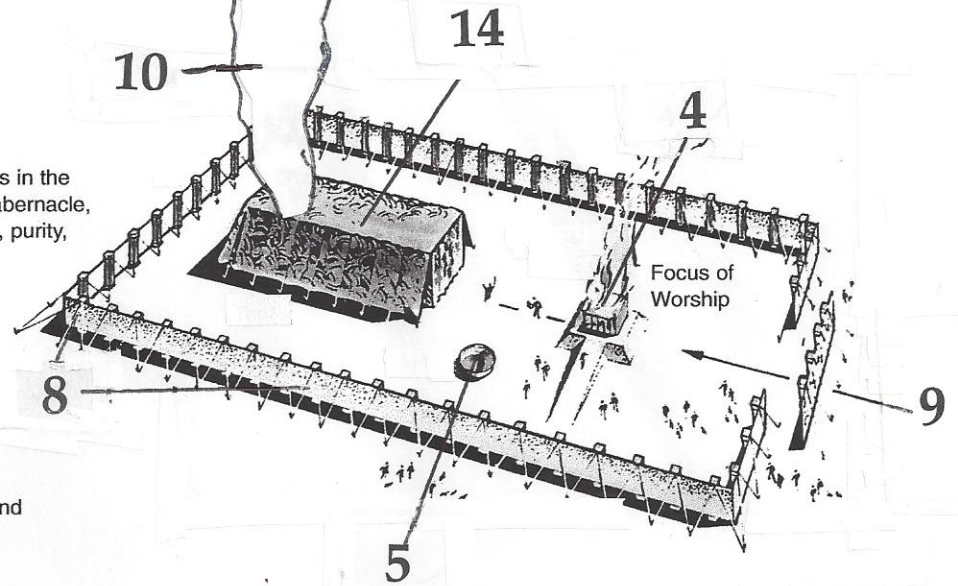 14
10
4
s in the
abernacle,
, purity,
Focus of
Worship
8
9
nd
5